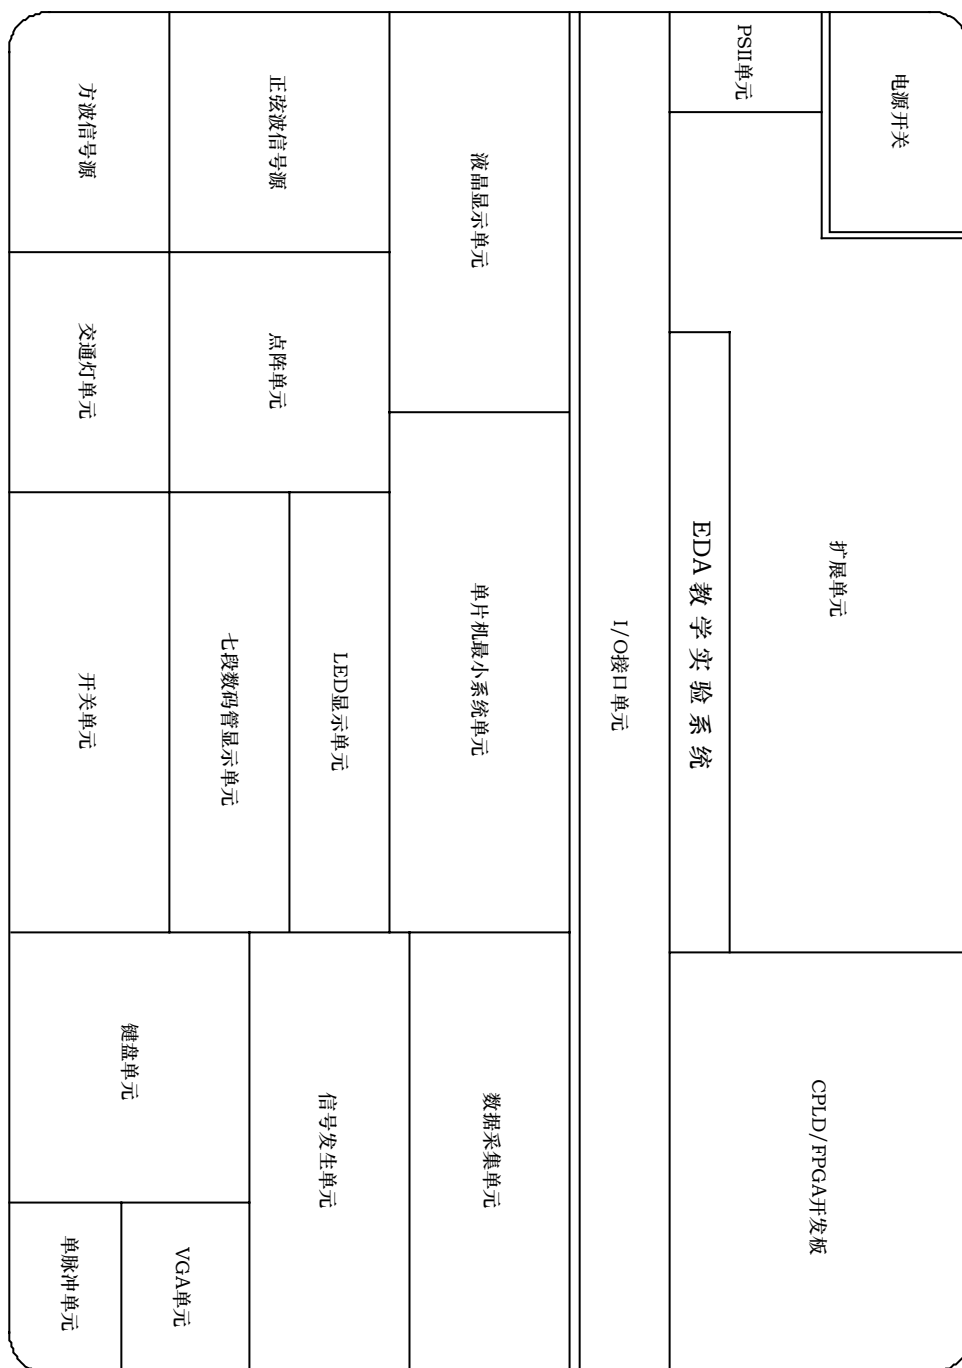 电源开关
PSII单元
扩展单元
EDA 教 学 实 验 系 统
CPLD/FPGA开发板
I/O接口单元
液晶显示单元
单片机最小系统单元
数据采集单元
正弦波信号源
点阵单元
LED显示单元
七段数码管显示单元
信号发生单元
方波信号源
交通灯单元
开关单元
键盘单元
VGA单元
单脉冲单元